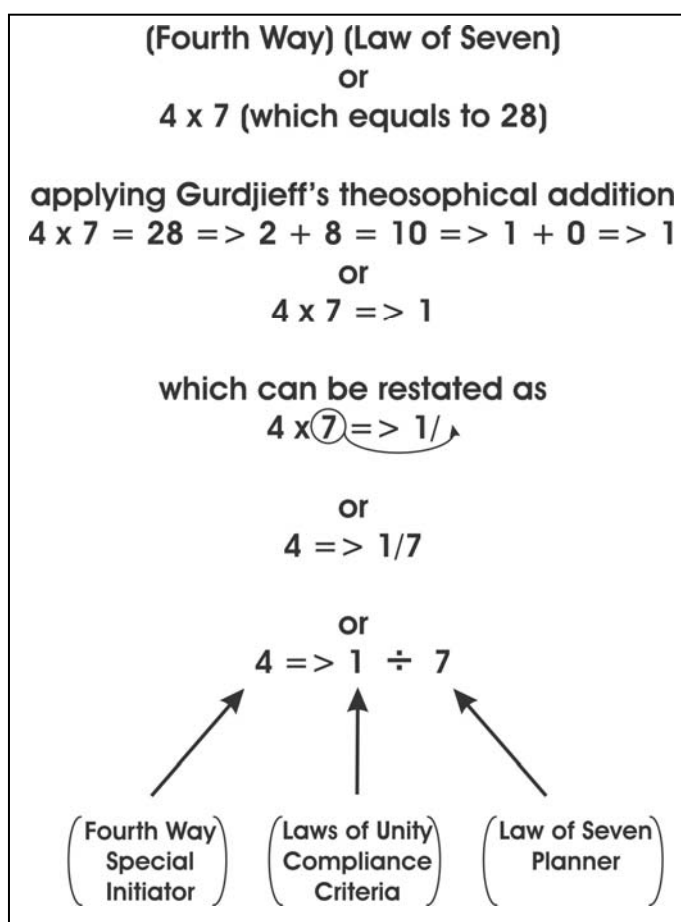 (Fourth Way) (Law of Seven)
or
4 x 7 (which equals to 28)
applying Gurdjieff's theosophical addition
4 x 7 = 28 = > 2 + 8 = 10 = > 1 + 0 = > 1
or
4 x 7 = > 1
which can be restated as
4 x 7 = > 1/
or
4 = > 1/7
or
4 = > 1 ÷ 7
(Fourth Way Special Initiator) (Laws of Unity Compliance Criteria) (Law of Seven Planner)